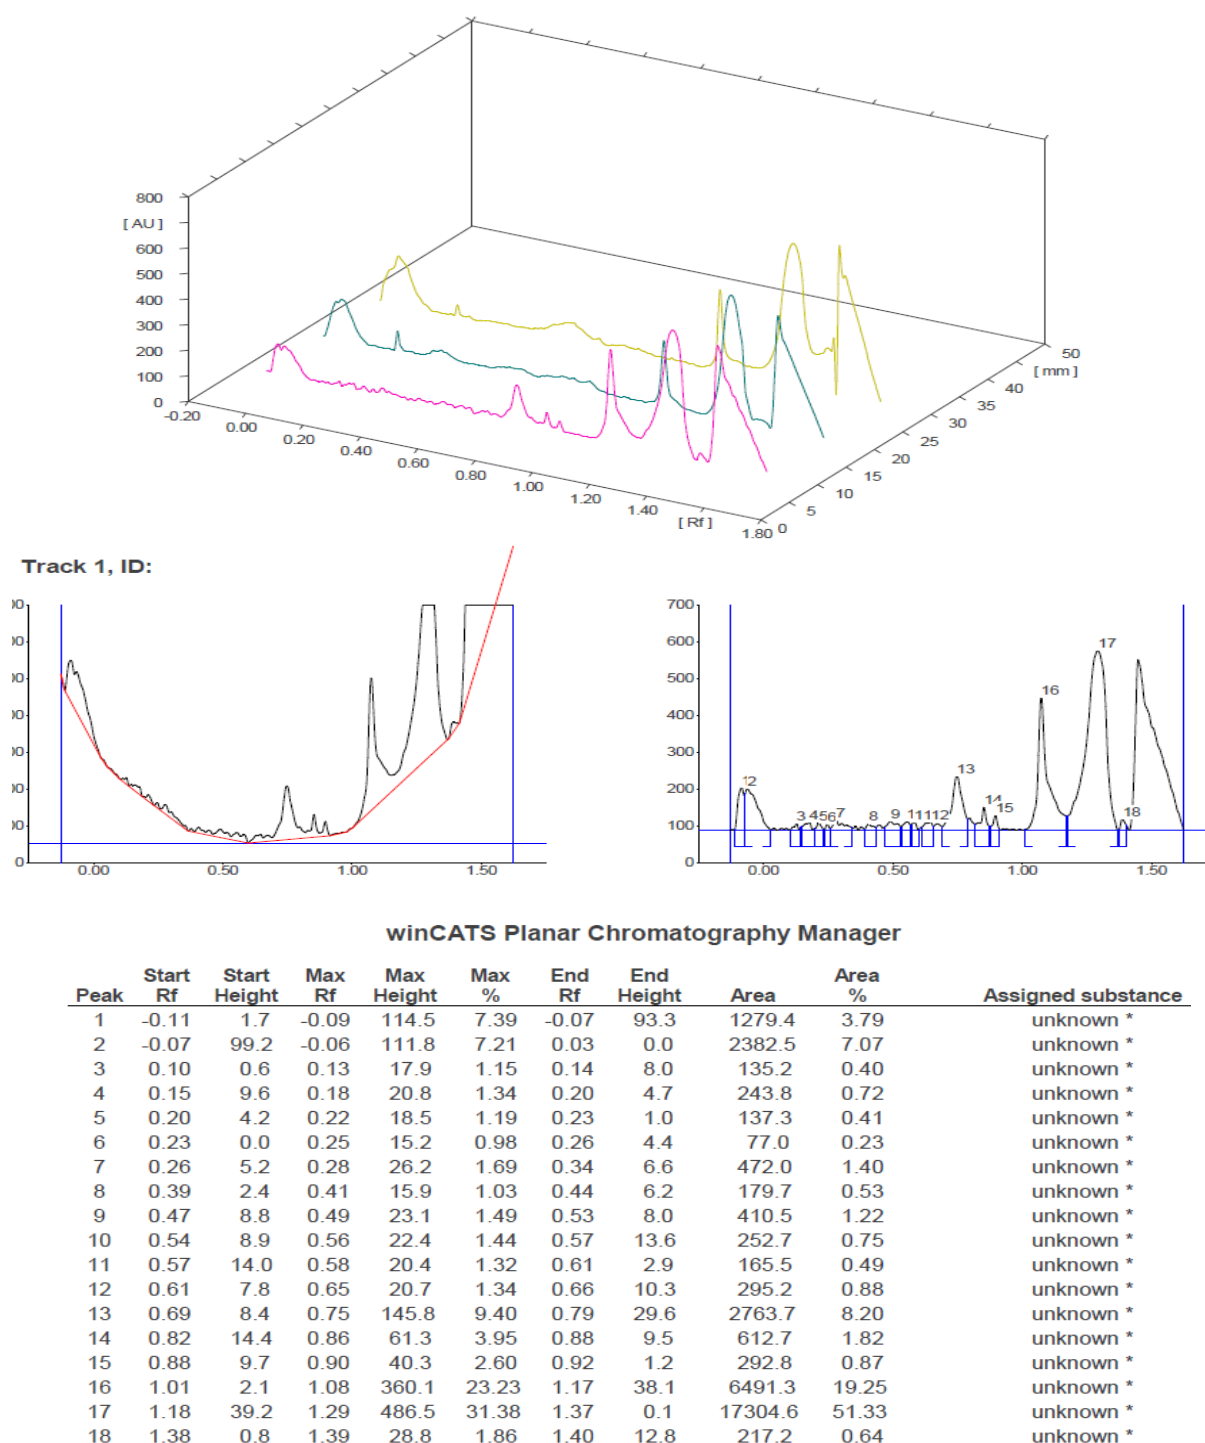 800
[ AU ]
600
500
400
300
200
100
0
-0.20
0.00
0.20
0.40
0.60
0.80
1.00
1.20
1.40
[ Rf ]
1.80
0
5
10
15
20
25
30
35
40
[ mm ]
50
Track 1, ID:
0
0.00
0.50
1.00
1.50
700
600
500
400
300
200
100
0
12
3
4
5
6
7
8
9
13
14
15
16
17
18
0.00
0.50
1.00
1.50
winCATS Planar Chromatography Manager
Peak Start Rf Start Height Max Rf Max Height Max % End Rf End Height Area Area % Assigned substance
1 -0.11 1.7 -0.09 114.5 7.39 -0.07 93.3 1279.4 3.79 unknown *
2 -0.07 99.2 -0.06 111.8 7.21 0.03 0.0 2382.5 7.07 unknown *
3 0.10 0.6 0.13 17.9 1.15 0.14 8.0 135.2 0.40 unknown *
4 0.15 9.6 0.18 20.8 1.34 0.20 4.7 243.8 0.72 unknown *
5 0.20 4.2 0.22 18.5 1.19 0.23 1.0 137.3 0.41 unknown *
6 0.23 0.0 0.25 15.2 0.98 0.26 4.4 77.0 0.23 unknown *
7 0.26 5.2 0.28 26.2 1.69 0.34 6.6 472.0 1.40 unknown *
8 0.39 2.4 0.41 15.9 1.03 0.44 6.2 179.7 0.53 unknown *
9 0.47 8.8 0.49 23.1 1.49 0.53 8.0 410.5 1.22 unknown *
10 0.54 8.9 0.56 22.4 1.44 0.57 13.6 252.7 0.75 unknown *
11 0.57 14.0 0.58 20.4 1.32 0.61 2.9 165.5 0.49 unknown *
12 0.61 7.8 0.65 20.7 1.34 0.66 10.3 295.2 0.88 unknown *
13 0.69 8.4 0.75 145.8 9.40 0.79 29.6 2763.7 8.20 unknown *
14 0.82 14.4 0.86 61.3 3.95 0.88 9.5 612.7 1.82 unknown *
15 0.88 9.7 0.90 40.3 2.60 0.92 1.2 292.8 0.87 unknown *
16 1.01 2.1 1.08 360.1 23.23 1.17 38.1 6491.3 19.25 unknown *
17 1.18 39.2 1.29 486.5 31.38 1.37 0.1 17304.6 51.33 unknown *
18 1.38 0.8 1.39 28.8 1.86 1.40 12.8 217.2 0.64 unknown *